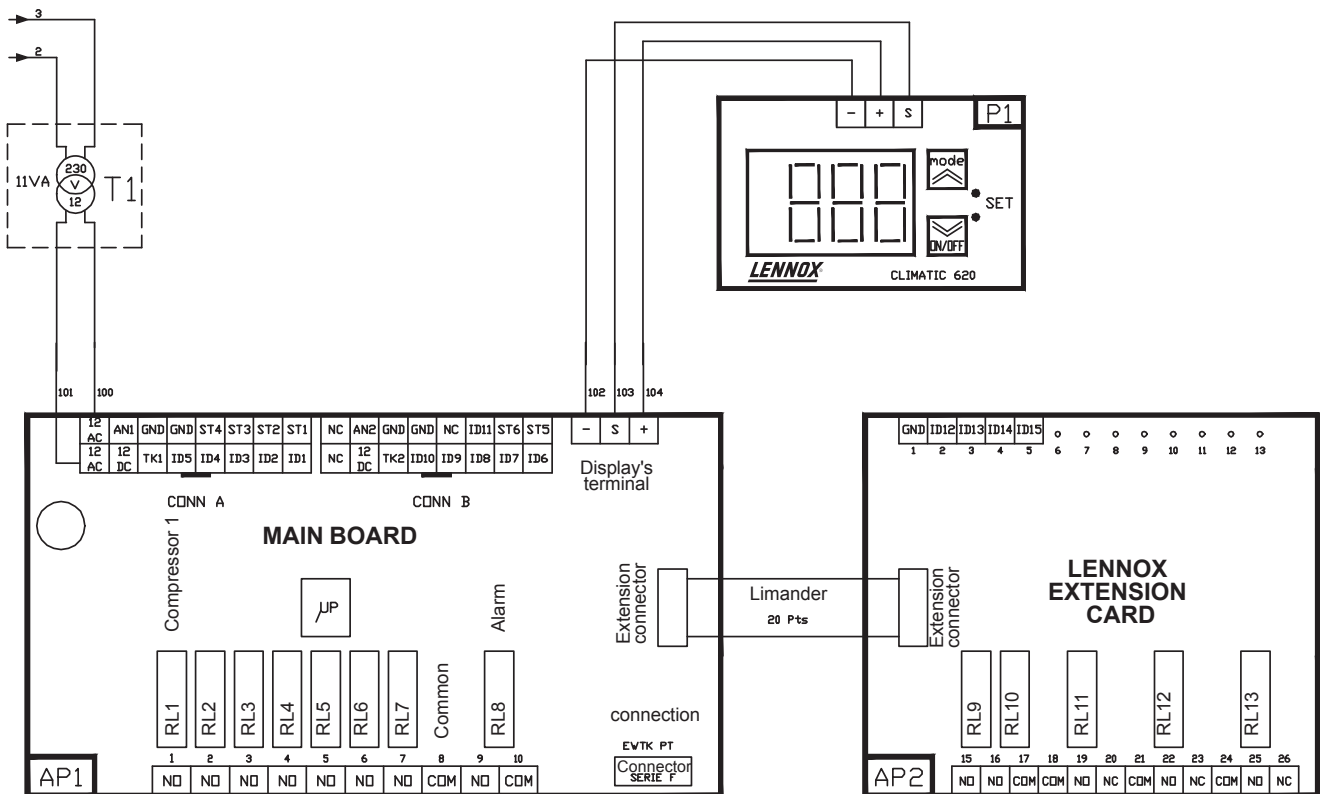 3
2
11VA
230
V
12
T1
101 100
102 103 104
- + S
P1
mode
SET
ON/OFF
LENNOX
CLIMATIC 620
12 AC AN1 GND GND ST4 ST3 ST2 ST1
12 AC 12 DC TK1 ID5 ID4 ID3 ID2 ID1
CONN A
NC AN2 GND GND NC ID11 ST6 ST5
NC 12 DC TK2 ID10 ID9 ID8 ID7 ID6
CONN B
- S +
Display's
terminal
MAIN BOARD
µP
Compressor 1
Common
Alarm
Extension
connector
RL1 RL2 RL3 RL4 RL5 RL6 RL7 RL8
connection
EWTK PT
Connector
SERIE F
1 2 3 4 5 6 7 8 9 10
AP1
NO NO NO NO NO NO NO COM NO COM
Limander
20 Pts
GND ID12 ID13 ID14 ID15
1 2 3 4 5 6 7 8 9 10 11 12 13
LENNOX
EXTENSION
CARD
Extension
connector
RL9 RL10 RL11 RL12 RL13
15 16 17 18 19 20 21 22 23 24 25 26
AP2
NO NO COM COM NO NC COM NO NC COM NO NC